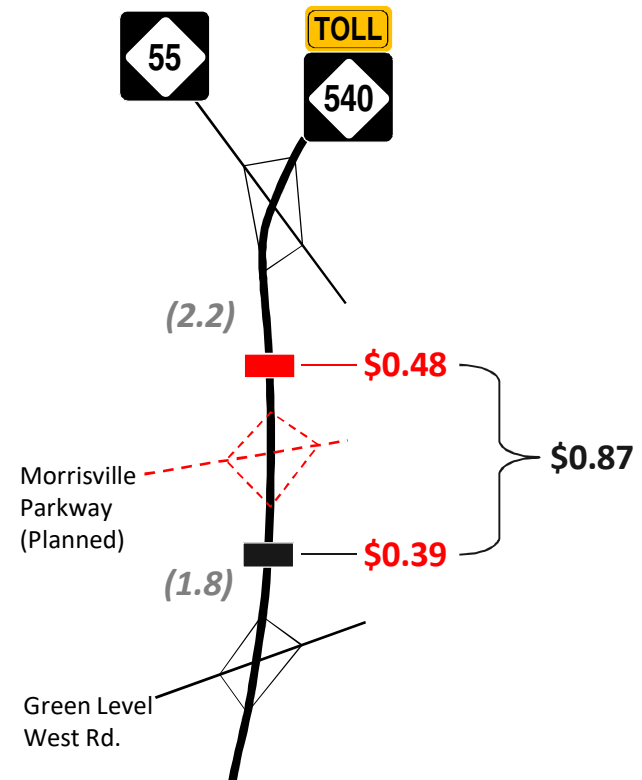 TOLL
55
540
(2.2)
$0.48
$0.87
Morrisville
Parkway
(Planned)
$0.39
(1.8)
Green Level
West Rd.